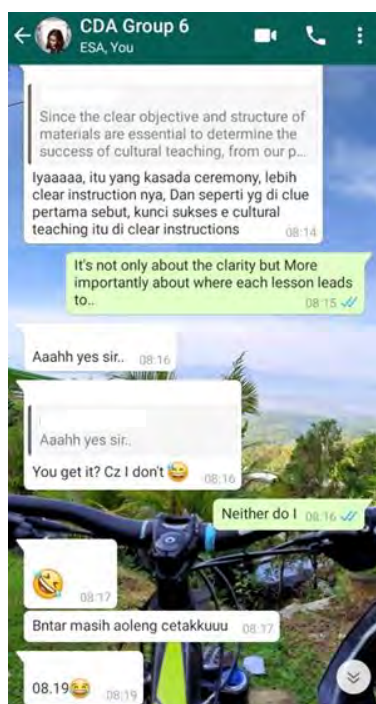 CDA Group 6
ESA, You
Since the clear objective and structure of
materials are essential to determine the
success of cultural teaching, from our p...
Iyaaaaa, itu yang kasada ceremony, lebih
clear instruction nya, Dan seperti yg di clue
pertama sebut, kunci sukses e cultural
teaching itu di clear instructions
08:14
It's not only about the clarity but More
importantly about where each lesson leads
to..
08:15
Aaahh yes sir.. 08:16
Aaahh yes sir..
You get it? Cz I don't 😂 08:16
Neither do I 08:16
🤣 08:17
Bntar masih aoleng cetakkuuu 08:17
08.19😂 08:19